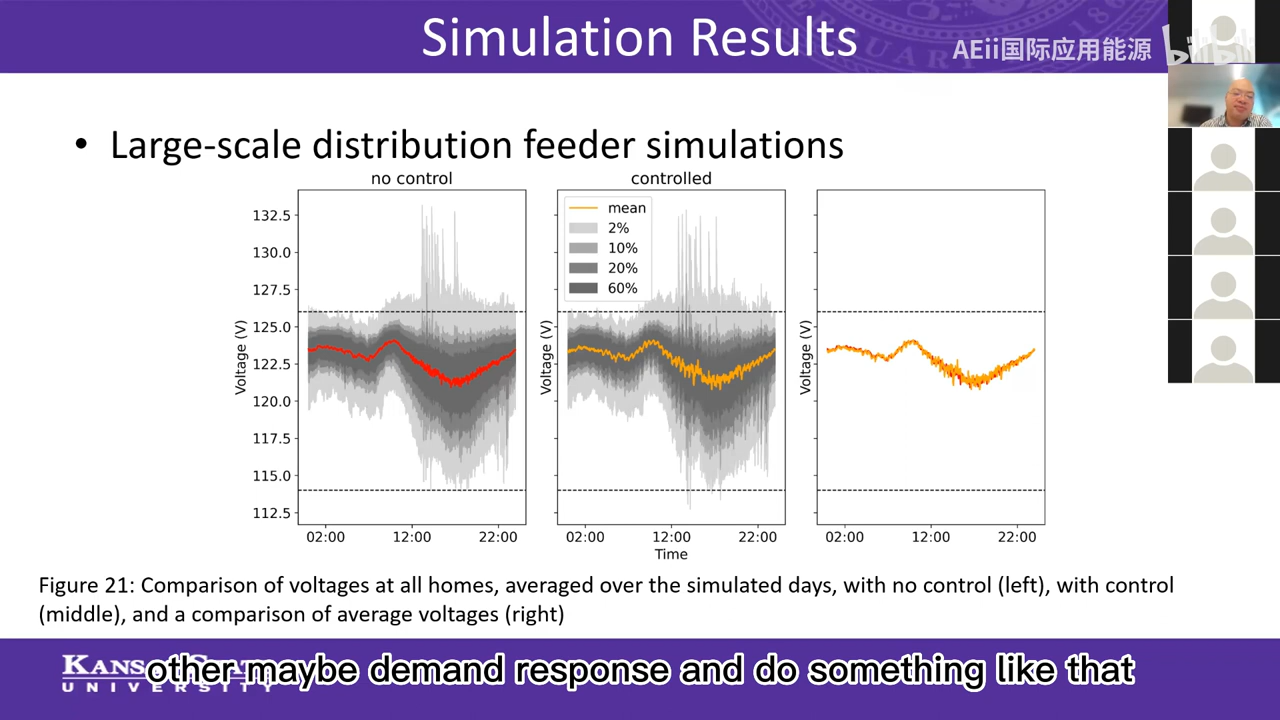 Simulation Results
AEii国际应用能源
bilibili
• Large-scale distribution feeder simulations
no control
controlled
mean
2%
10%
20%
60%
Voltage (V)
132.5
130.0
127.5
125.0
122.5
120.0
117.5
115.0
112.5
02:00 12:00 22:00
Voltage (V)
02:00 12:00 22:00
Time
Voltage (V)
02:00 12:00 22:00
Figure 21: Comparison of voltages at all homes, averaged over the simulated days, with no control (left), with control
(middle), and a comparison of average voltages (right)
other maybe demand response and do something like that
UNIVERSITY